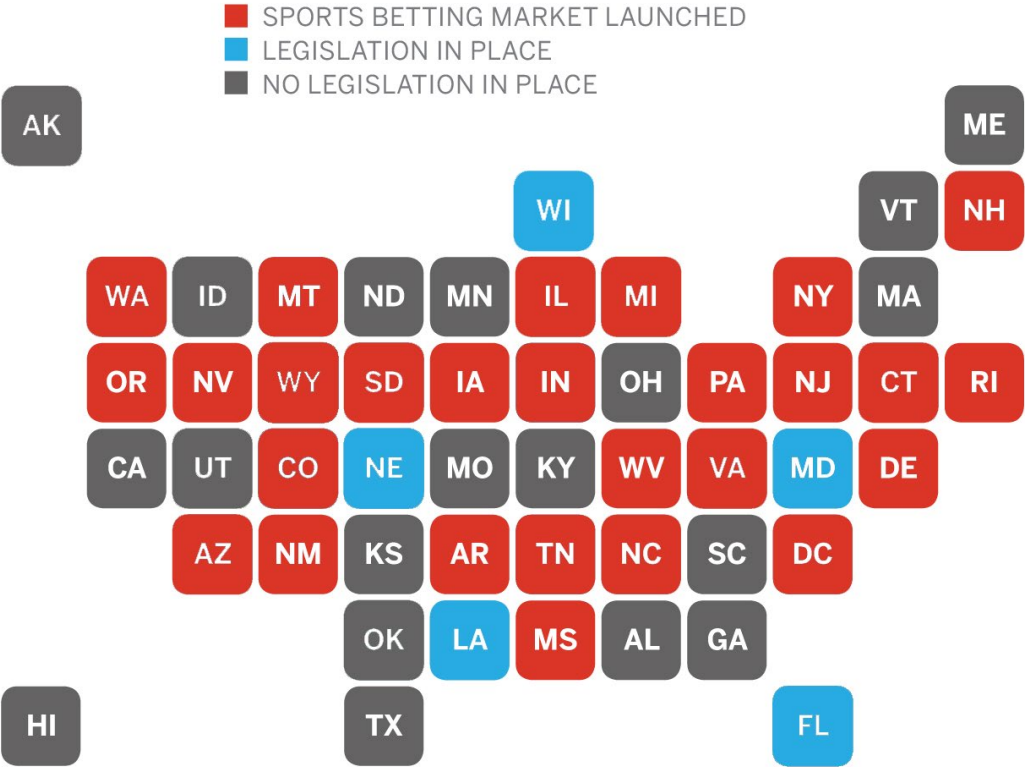 SPORTS BETTING MARKET LAUNCHED
LEGISLATION IN PLACE
NO LEGISLATION IN PLACE
AK ME
WI VT NH
WA ID MT ND MN IL MI NY MA
OR NV WY SD IA IN OH PA NJ CT RI
CA UT CO NE MO KY WV VA MD DE
AZ NM KS AR TN NC SC DC
OK LA MS AL GA
HI TX FL